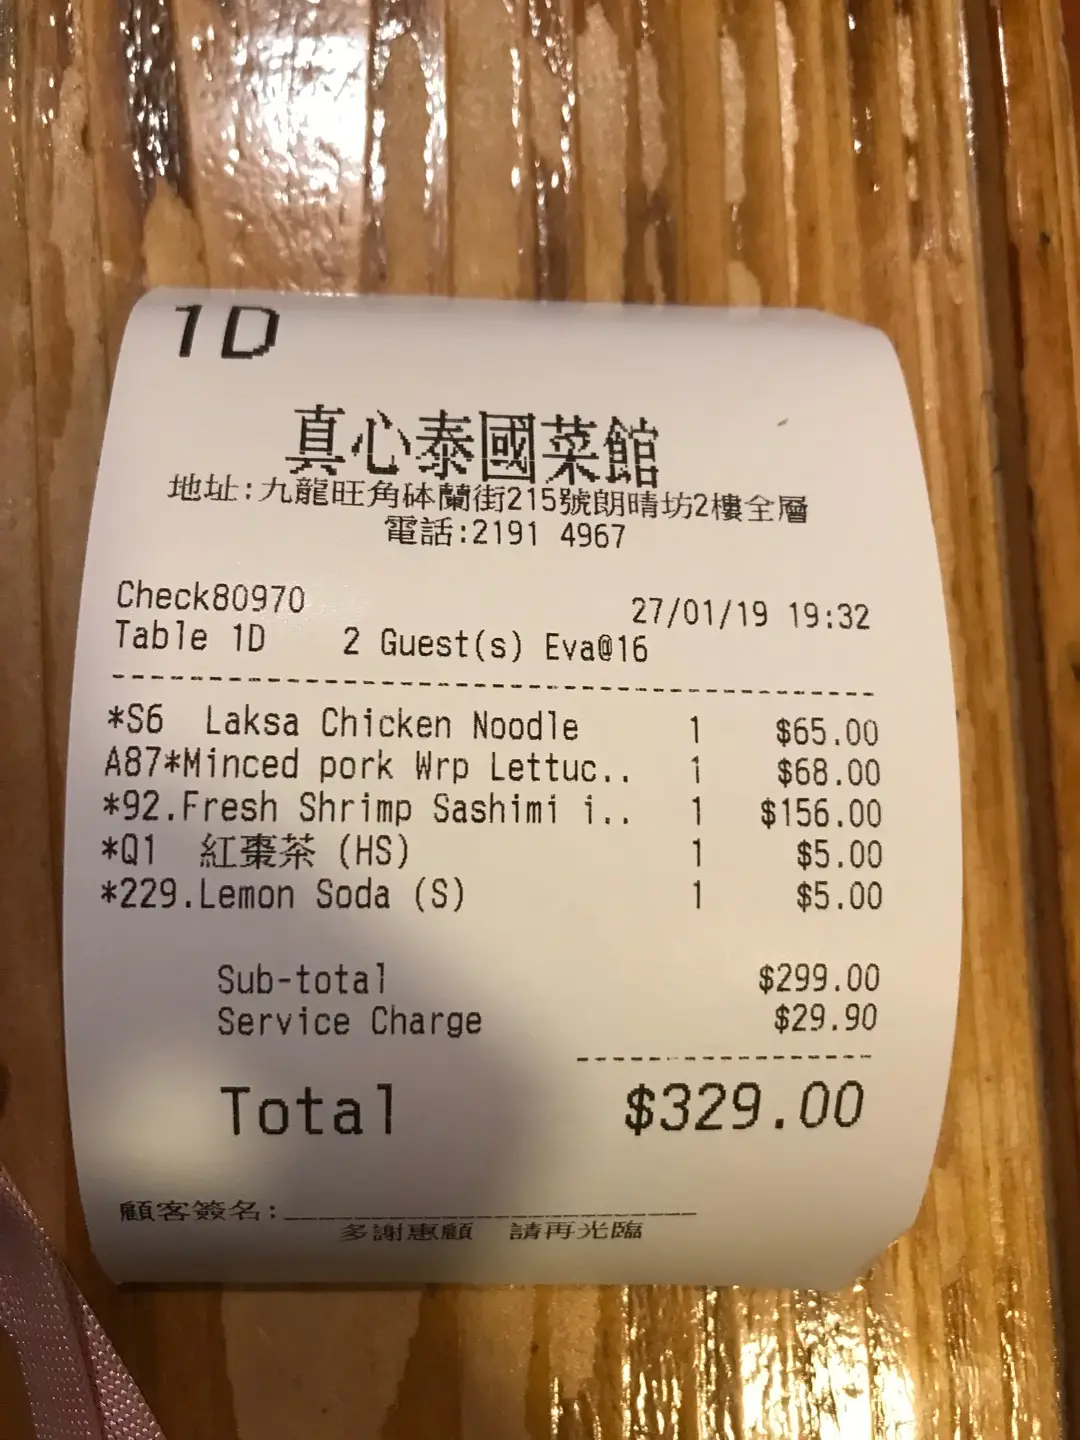 1D
真心泰國菜館
地址:九龍旺角砵蘭街215號朗晴坊2樓全層
電話:2191 4967
Check80970 27/01/19 19:32
Table 1D 2 Guest(s) Eva@16
*S6 Laksa Chicken Noodle 1 $65.00
A87*Minced pork Wrp Lettuc.. 1 $68.00
*92.Fresh Shrimp Sashimi i.. 1 $156.00
*Q1 紅棗茶 (HS) 1 $5.00
*229.Lemon Soda (S) 1 $5.00
Sub-total $299.00
Service Charge $29.90
Total $329.00
顧客簽名:
多謝惠顧 請再光臨